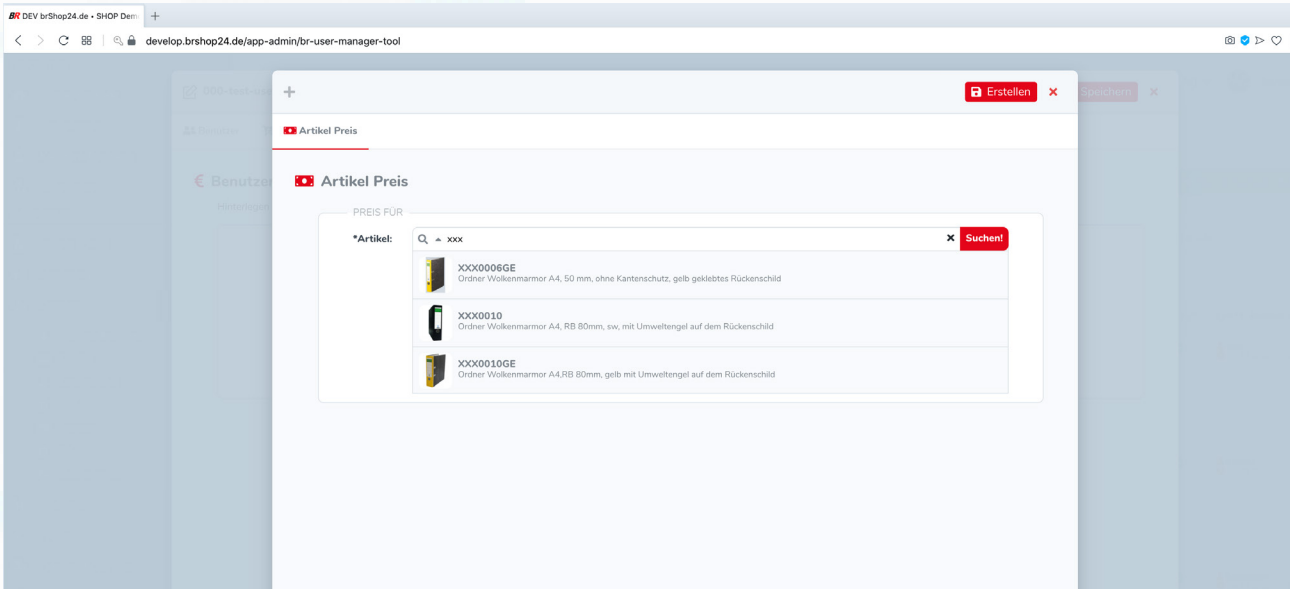 BR DEV brShop24.de • SHOP Dem
develop.brshop24.de/app-admin/br-user-manager-tool
Erstellen
Speichern
Artikel Preis
€ Benutzer
Artikel Preis
PREIS FÜR
*Artikel:
xxx
Suchen!
XXX0006GE
Ordner Wolkenmarmor A4, 50 mm, ohne Kantenschutz, gelb geklebtes Rückenschild
XXX0010
Ordner Wolkenmarmor A4, RB 80mm, sw, mit Umweltengel auf dem Rückenschild
XXX0010GE
Ordner Wolkenmarmor A4,RB 80mm, gelb mit Umweltengel auf dem Rückenschild